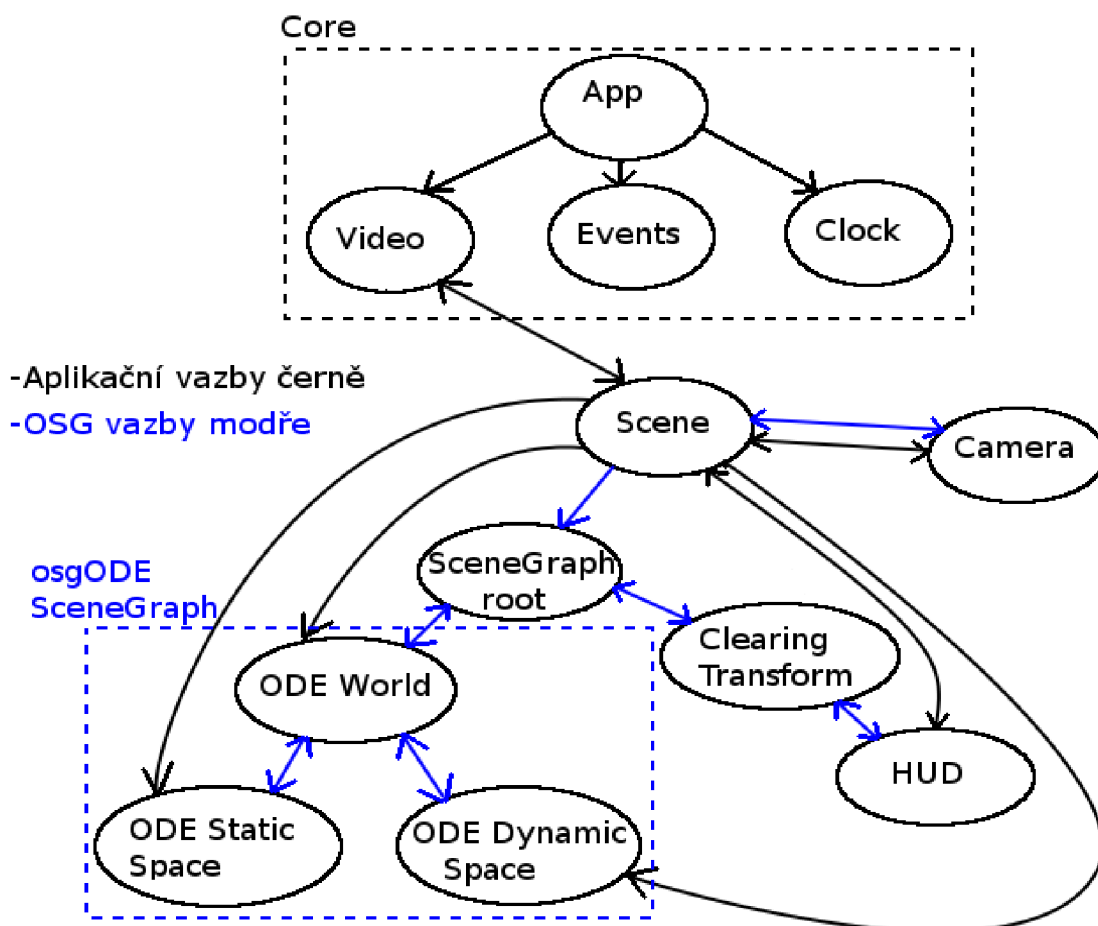 Core
App
Video
Events
Clock
-Aplikační vazby černě
-OSG vazby modře
Scene
Camera
SceneGraph
root
osgODE
SceneGraph
Clearing
Transform
ODE World
HUD
ODE Static
Space
ODE Dynamic
Space